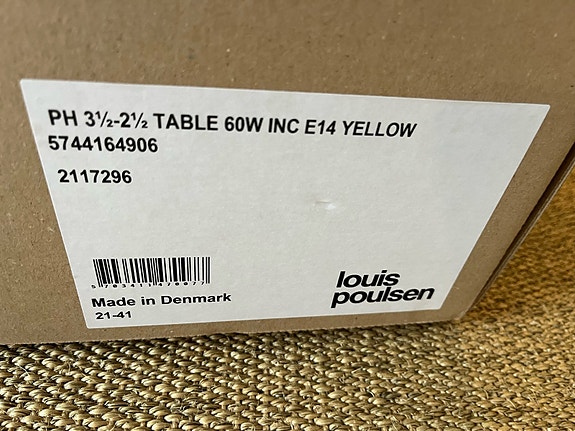 PH 3½-2½ TABLE 60W INC E14 YELLOW
5744164906
2117296
5703411470077
Made in Denmark
21-41
louis
poulsen